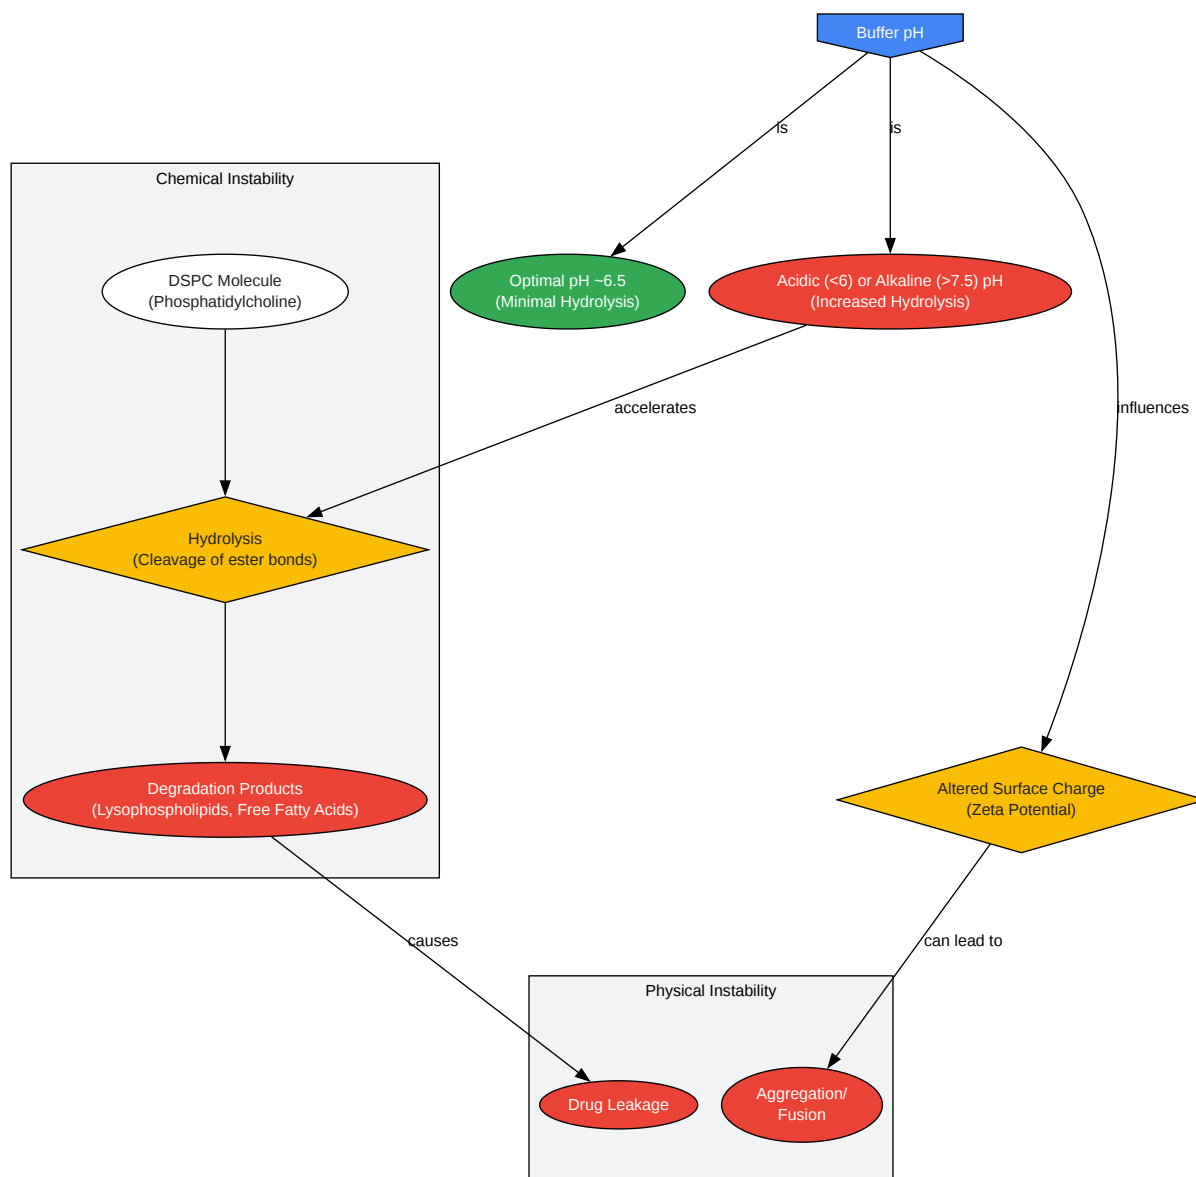 Buffer pH
is
is
Chemical Instability
DSPC Molecule
(Phosphatidylcholine)
Optimal pH ~6.5
(Minimal Hydrolysis)
Acidic (<6) or Alkaline (>7.5) pH
(Increased Hydrolysis)
accelerates
influences
Hydrolysis
(Cleavage of ester bonds)
Degradation Products
(Lysophospholipids, Free Fatty Acids)
Altered Surface Charge
(Zeta Potential)
causes
can lead to
Physical Instability
Drug Leakage
Aggregation/
Fusion